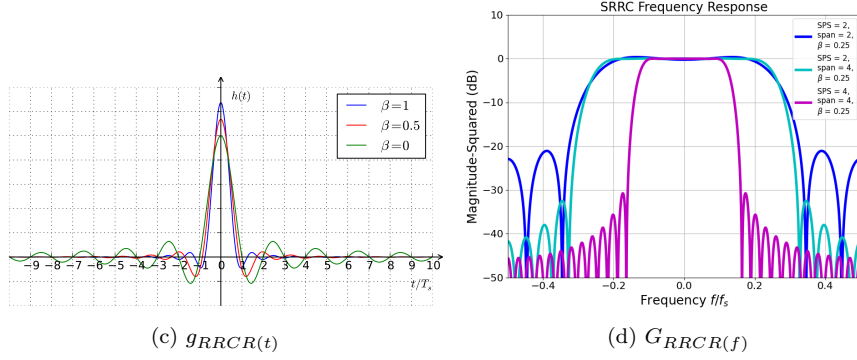 h(t)
β=1
β=0.5
β=0
−9 −8 −7 −6 −5 −4 −3 −2 −1 0 1 2 3 4 5 6 7 8 9 10
t/T_s
(c) g_{RRCR(t)}
SRRC Frequency Response
Magnitude-Squared (dB)
10
0
−10
−20
−30
−40
−50
−0.4 −0.2 0.0 0.2 0.4
Frequency f/f_s
SPS = 2,
span = 2,
β = 0.25
SPS = 2,
span = 4,
β = 0.25
SPS = 4,
span = 4,
β = 0.25
(d) G_{RRCR(f)}